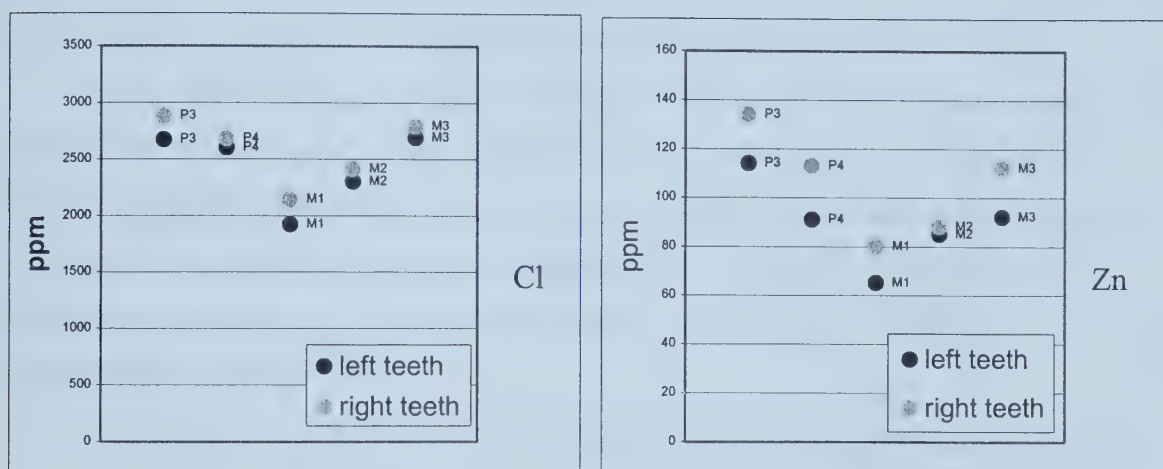 3500
3000
2500
2000
1500
1000
500
0
ppm
P3
P3
P4
P4
M1
M1
M2
M2
M3
M3
left teeth
right teeth
Cl
160
140
120
100
80
60
40
20
0
ppm
P3
P3
P4
P4
M1
M1
M2
M2
M3
M3
left teeth
right teeth
Zn